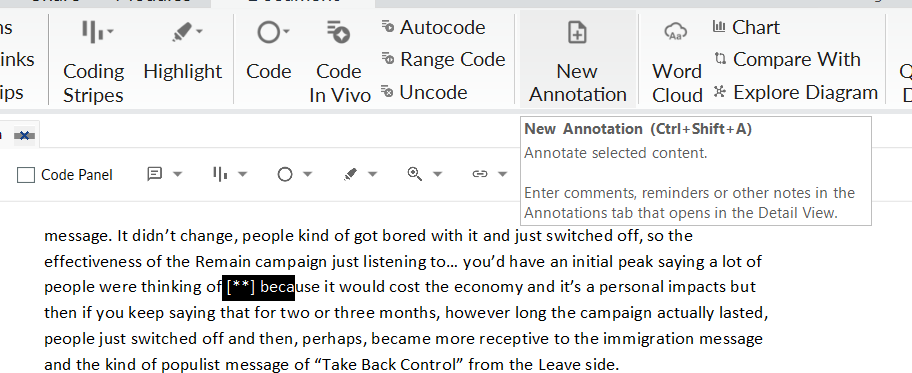 Coding Stripes
Highlight
Code
Code In Vivo
Autocode
Range Code
Uncode
New Annotation
Word Cloud
Chart
Compare With
Explore Diagram
New Annotation (Ctrl+Shift+A)
Annotate selected content.
Enter comments, reminders or other notes in the
Annotations tab that opens in the Detail View.
Code Panel
message. It didn't change, people kind of got bored with it and just switched off, so the
effectiveness of the Remain campaign just listening to... you'd have an initial peak saying a lot of
people were thinking of [**] because it would cost the economy and it's a personal impacts but
then if you keep saying that for two or three months, however long the campaign actually lasted,
people just switched off and then, perhaps, became more receptive to the immigration message
and the kind of populist message of “Take Back Control” from the Leave side.